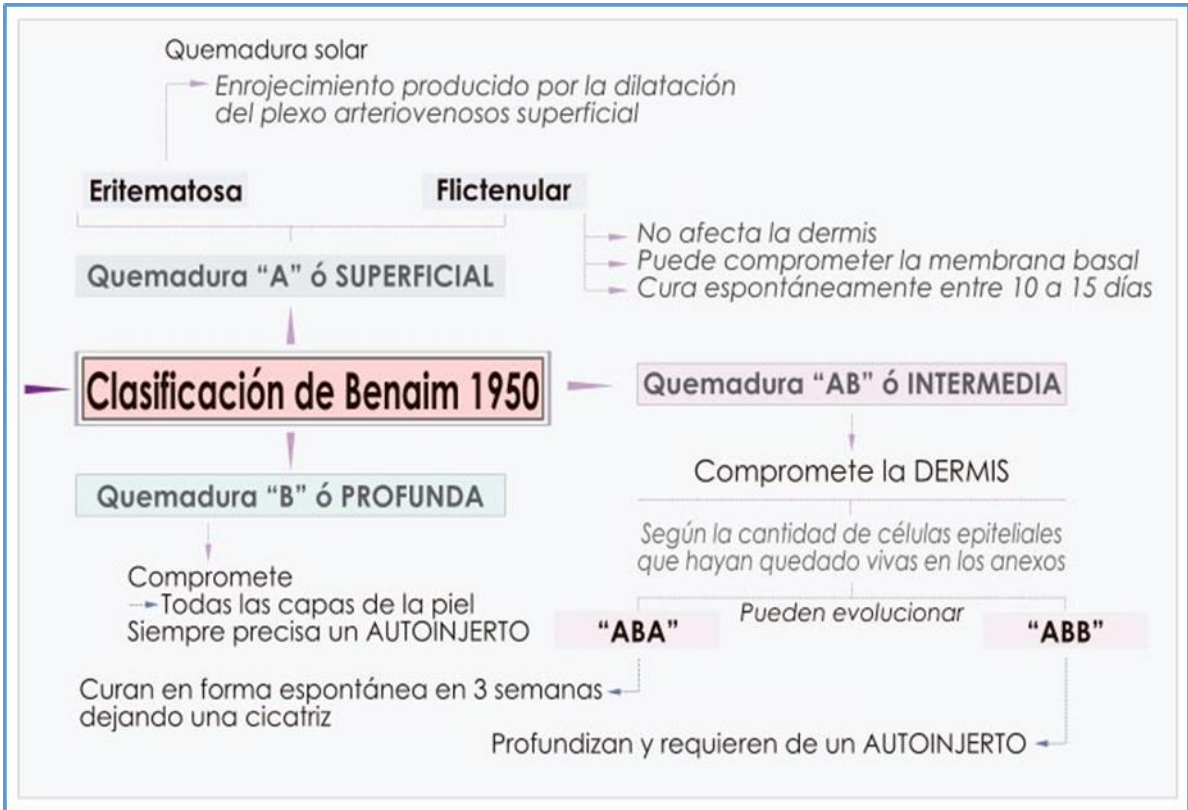 Quemadura solar
Enrojecimiento producido por la dilatación
del plexo arteriovenosos superficial
Eritematosa
Flictenular
No afecta la dermis
Puede comprometer la membrana basal
Cura espontáneamente entre 10 a 15 días
Quemadura “A” ó SUPERFICIAL
Clasificación de Benaim 1950
Quemadura “AB” ó INTERMEDIA
Compromete la DERMIS
Según la cantidad de células epiteliales
que hayan quedado vivas en los anexos
Pueden evolucionar
“ABA”
“ABB”
Quemadura “B” ó PROFUNDA
Compromete
Todas las capas de la piel
Siempre precisa un AUTOINJERTO
Curan en forma espontánea en 3 semanas
dejando una cicatriz
Profundizan y requieren de un AUTOINJERTO